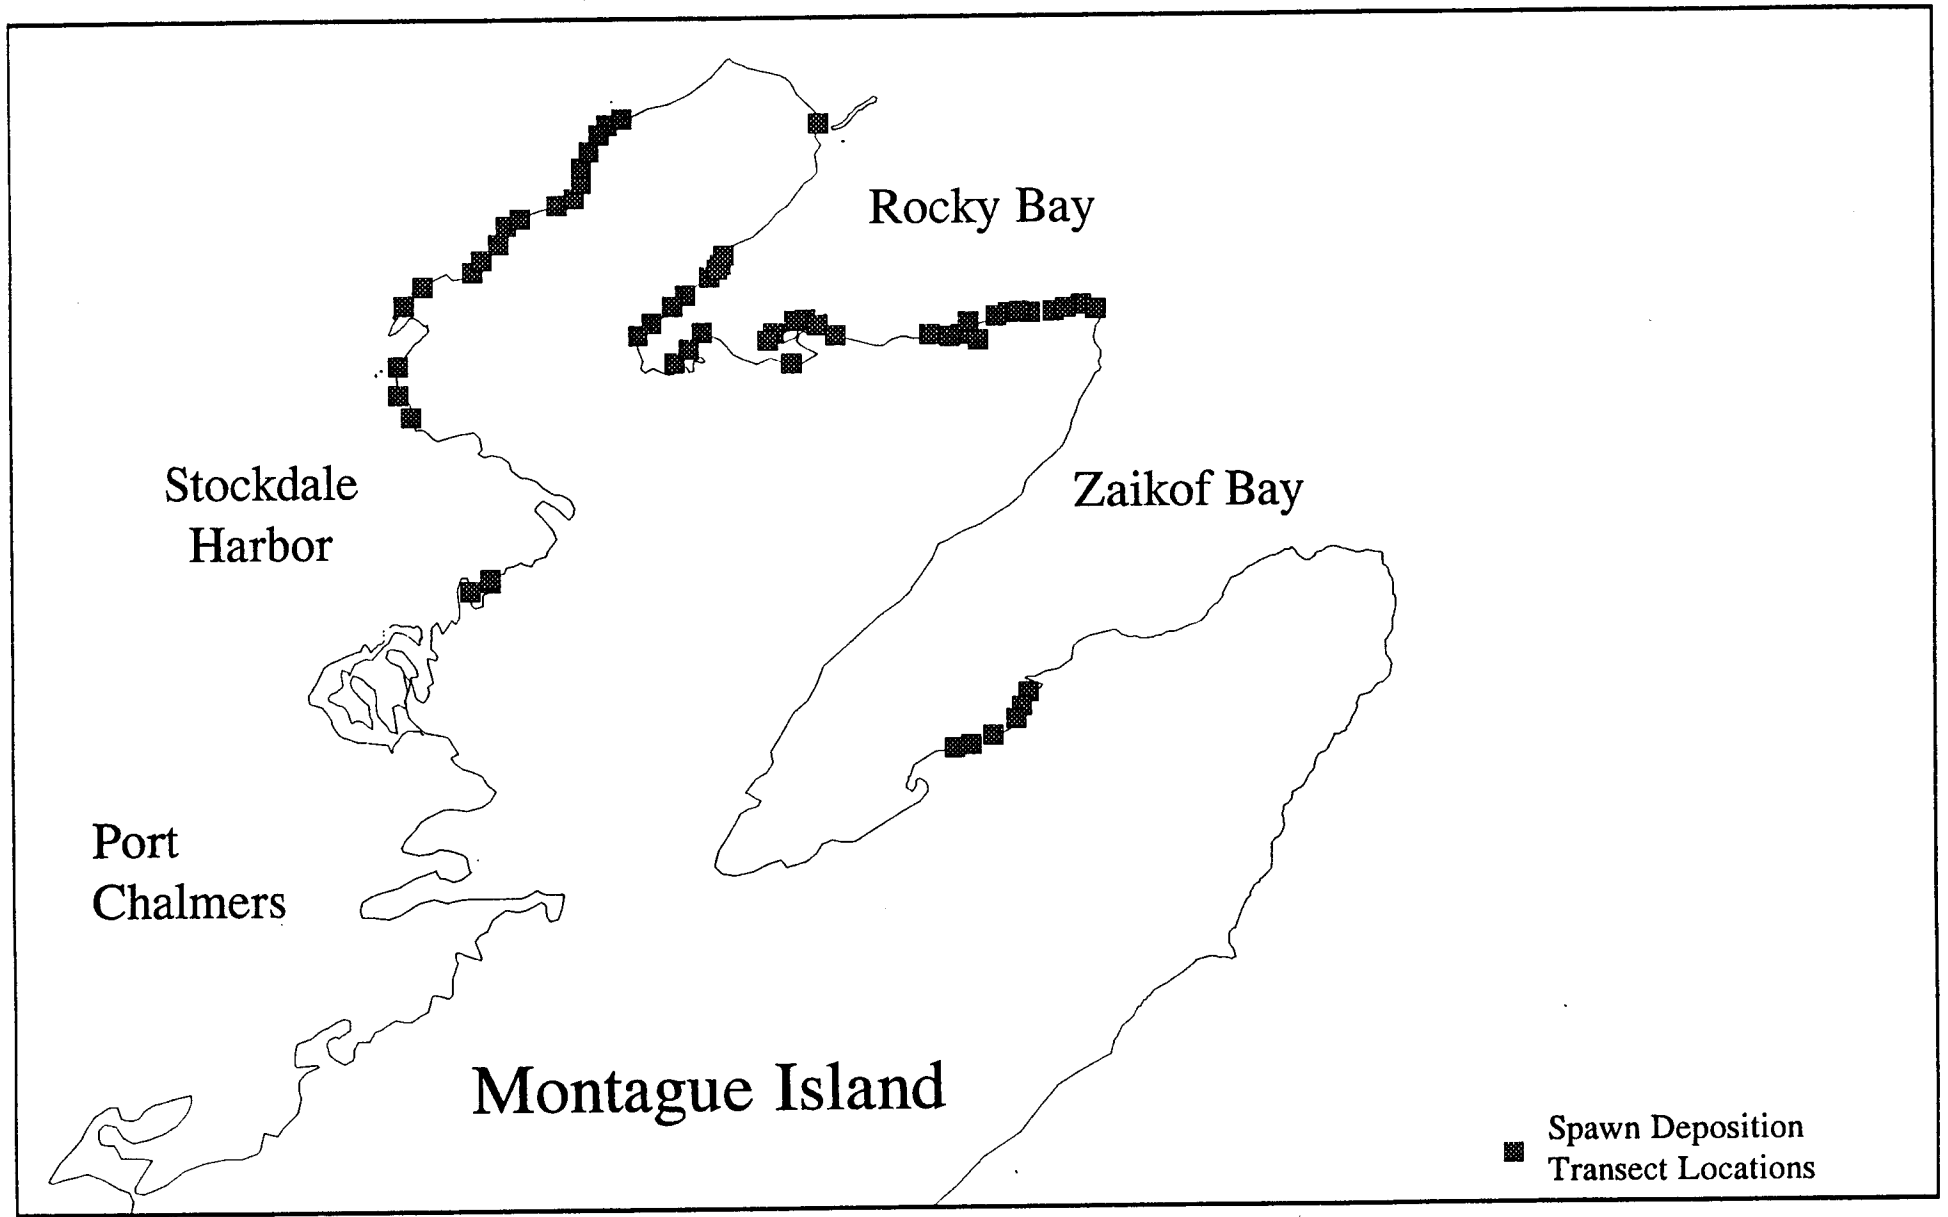 Rocky Bay
Stockdale
Harbor
Zaikof Bay
Port
Chalmers
Montague Island
Spawn Deposition
Transect Locations